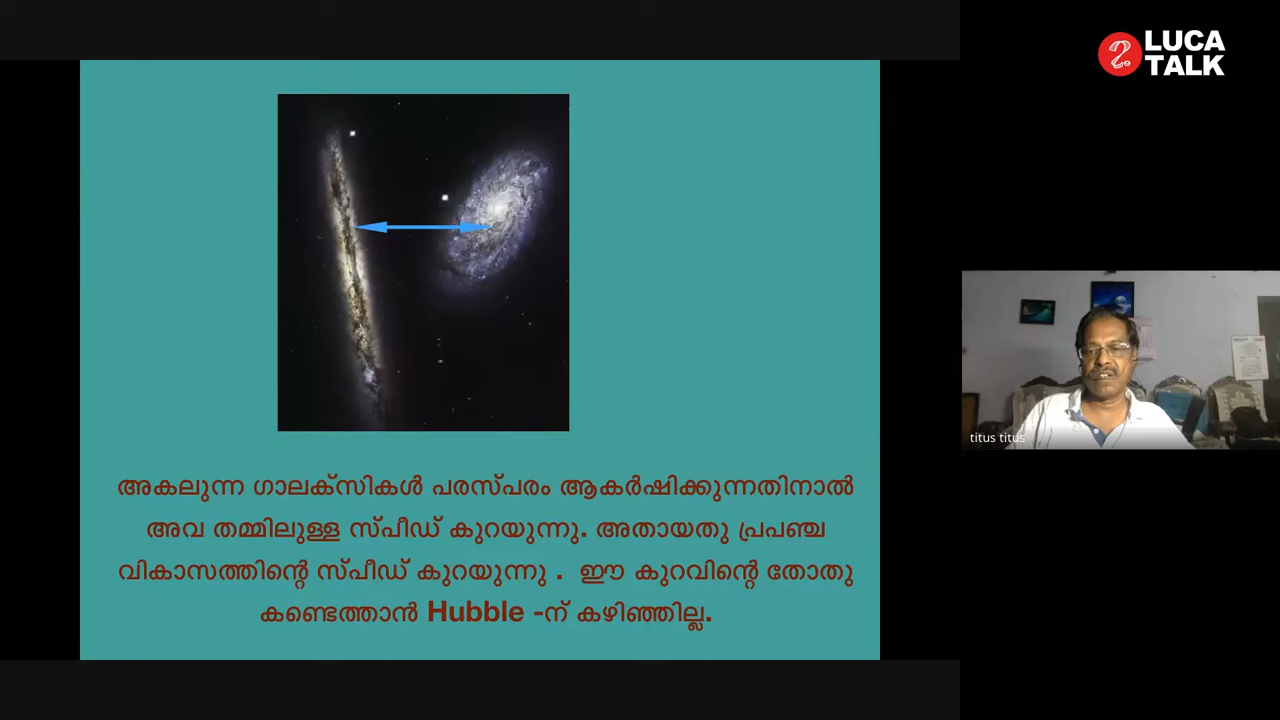 LUCA
TALK
അകലുന്ന ഗാലക്സികൾ പരസ്പരം ആകർഷിക്കുന്നതിനാൽ
അവ തമ്മിലുള്ള സ്പീഡ് കുറയുന്നു. അതായതു പ്രപഞ്ച
വികാസത്തിന്റെ സ്പീഡ് കുറയുന്നു . ഈ കുറവിന്റെ തോതു
കണ്ടെത്താൻ Hubble -ന് കഴിഞ്ഞില്ല.
titus titus